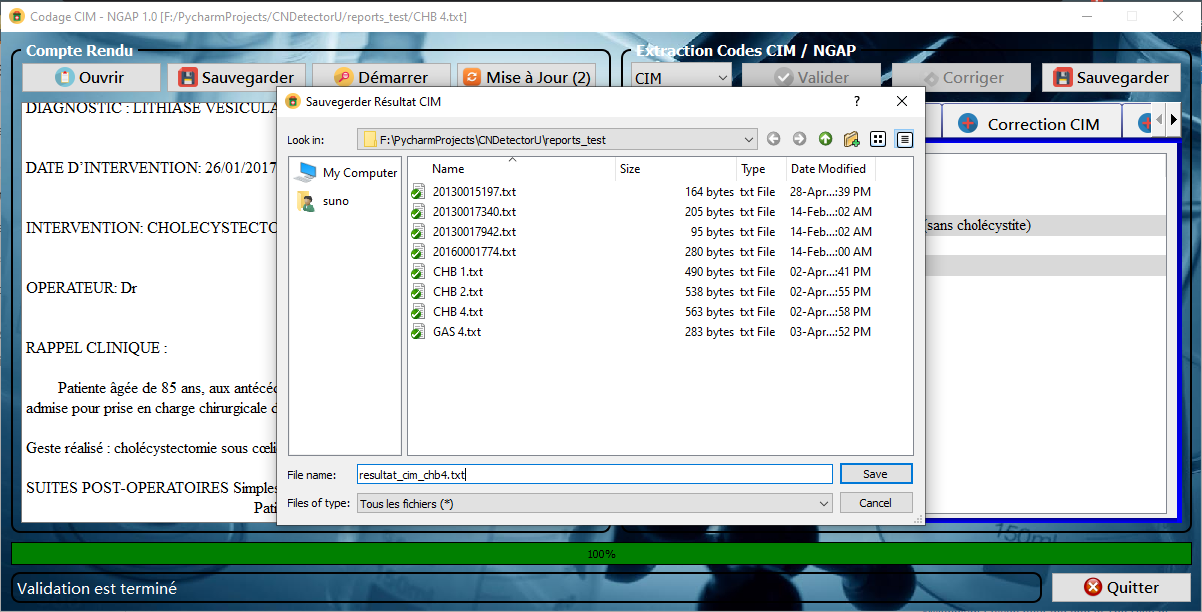 Codage CIM - NGAP 1.0 [F:/PycharmProjects/CNDetectorU/reports_test/CHB 4.txt]
Compte Rendu
Ouvrir
Sauvegarder
Démarrer
Mise à Jour (2)
Extraction Codes CIM / NGAP
CIM
Valider
Corriger
Sauvegarder
Correction CIM
(sans cholécystite)
DIAGNOSTIC : LITHIASE VESICULA
DATE D’INTERVENTION: 26/01/2017
INTERVENTION: CHOLECYSTECTO
OPERATEUR: Dr
RAPPEL CLINIQUE :
Patiente âgée de 85 ans, aux antécéd
admise pour prise en charge chirurgicale d
Geste réalisé : cholécystectomie sous cœli
SUITES POST-OPERATOIRES Simples
Pati
Sauvegerder Résultat CIM
?
Look in:
F:\PycharmProjects\CNDetectorU\reports_test
My Computer
suno
Name Size Type Date Modified
20130015197.txt 164 bytes txt File 28-Apr...:39 PM
20130017340.txt 205 bytes txt File 14-Feb...:02 AM
20130017942.txt 95 bytes txt File 14-Feb...:02 AM
20160001774.txt 280 bytes txt File 14-Feb...:00 AM
CHB 1.txt 490 bytes txt File 02-Apr...:41 PM
CHB 2.txt 538 bytes txt File 02-Apr...:55 PM
CHB 4.txt 563 bytes txt File 02-Apr...:58 PM
GAS 4.txt 283 bytes txt File 03-Apr...:52 PM
File name:
resultat_cim_chb4.txt
Save
Files of type:
Tous les fichiers (*)
Cancel
150ml
100%
Validation est terminé
Quitter